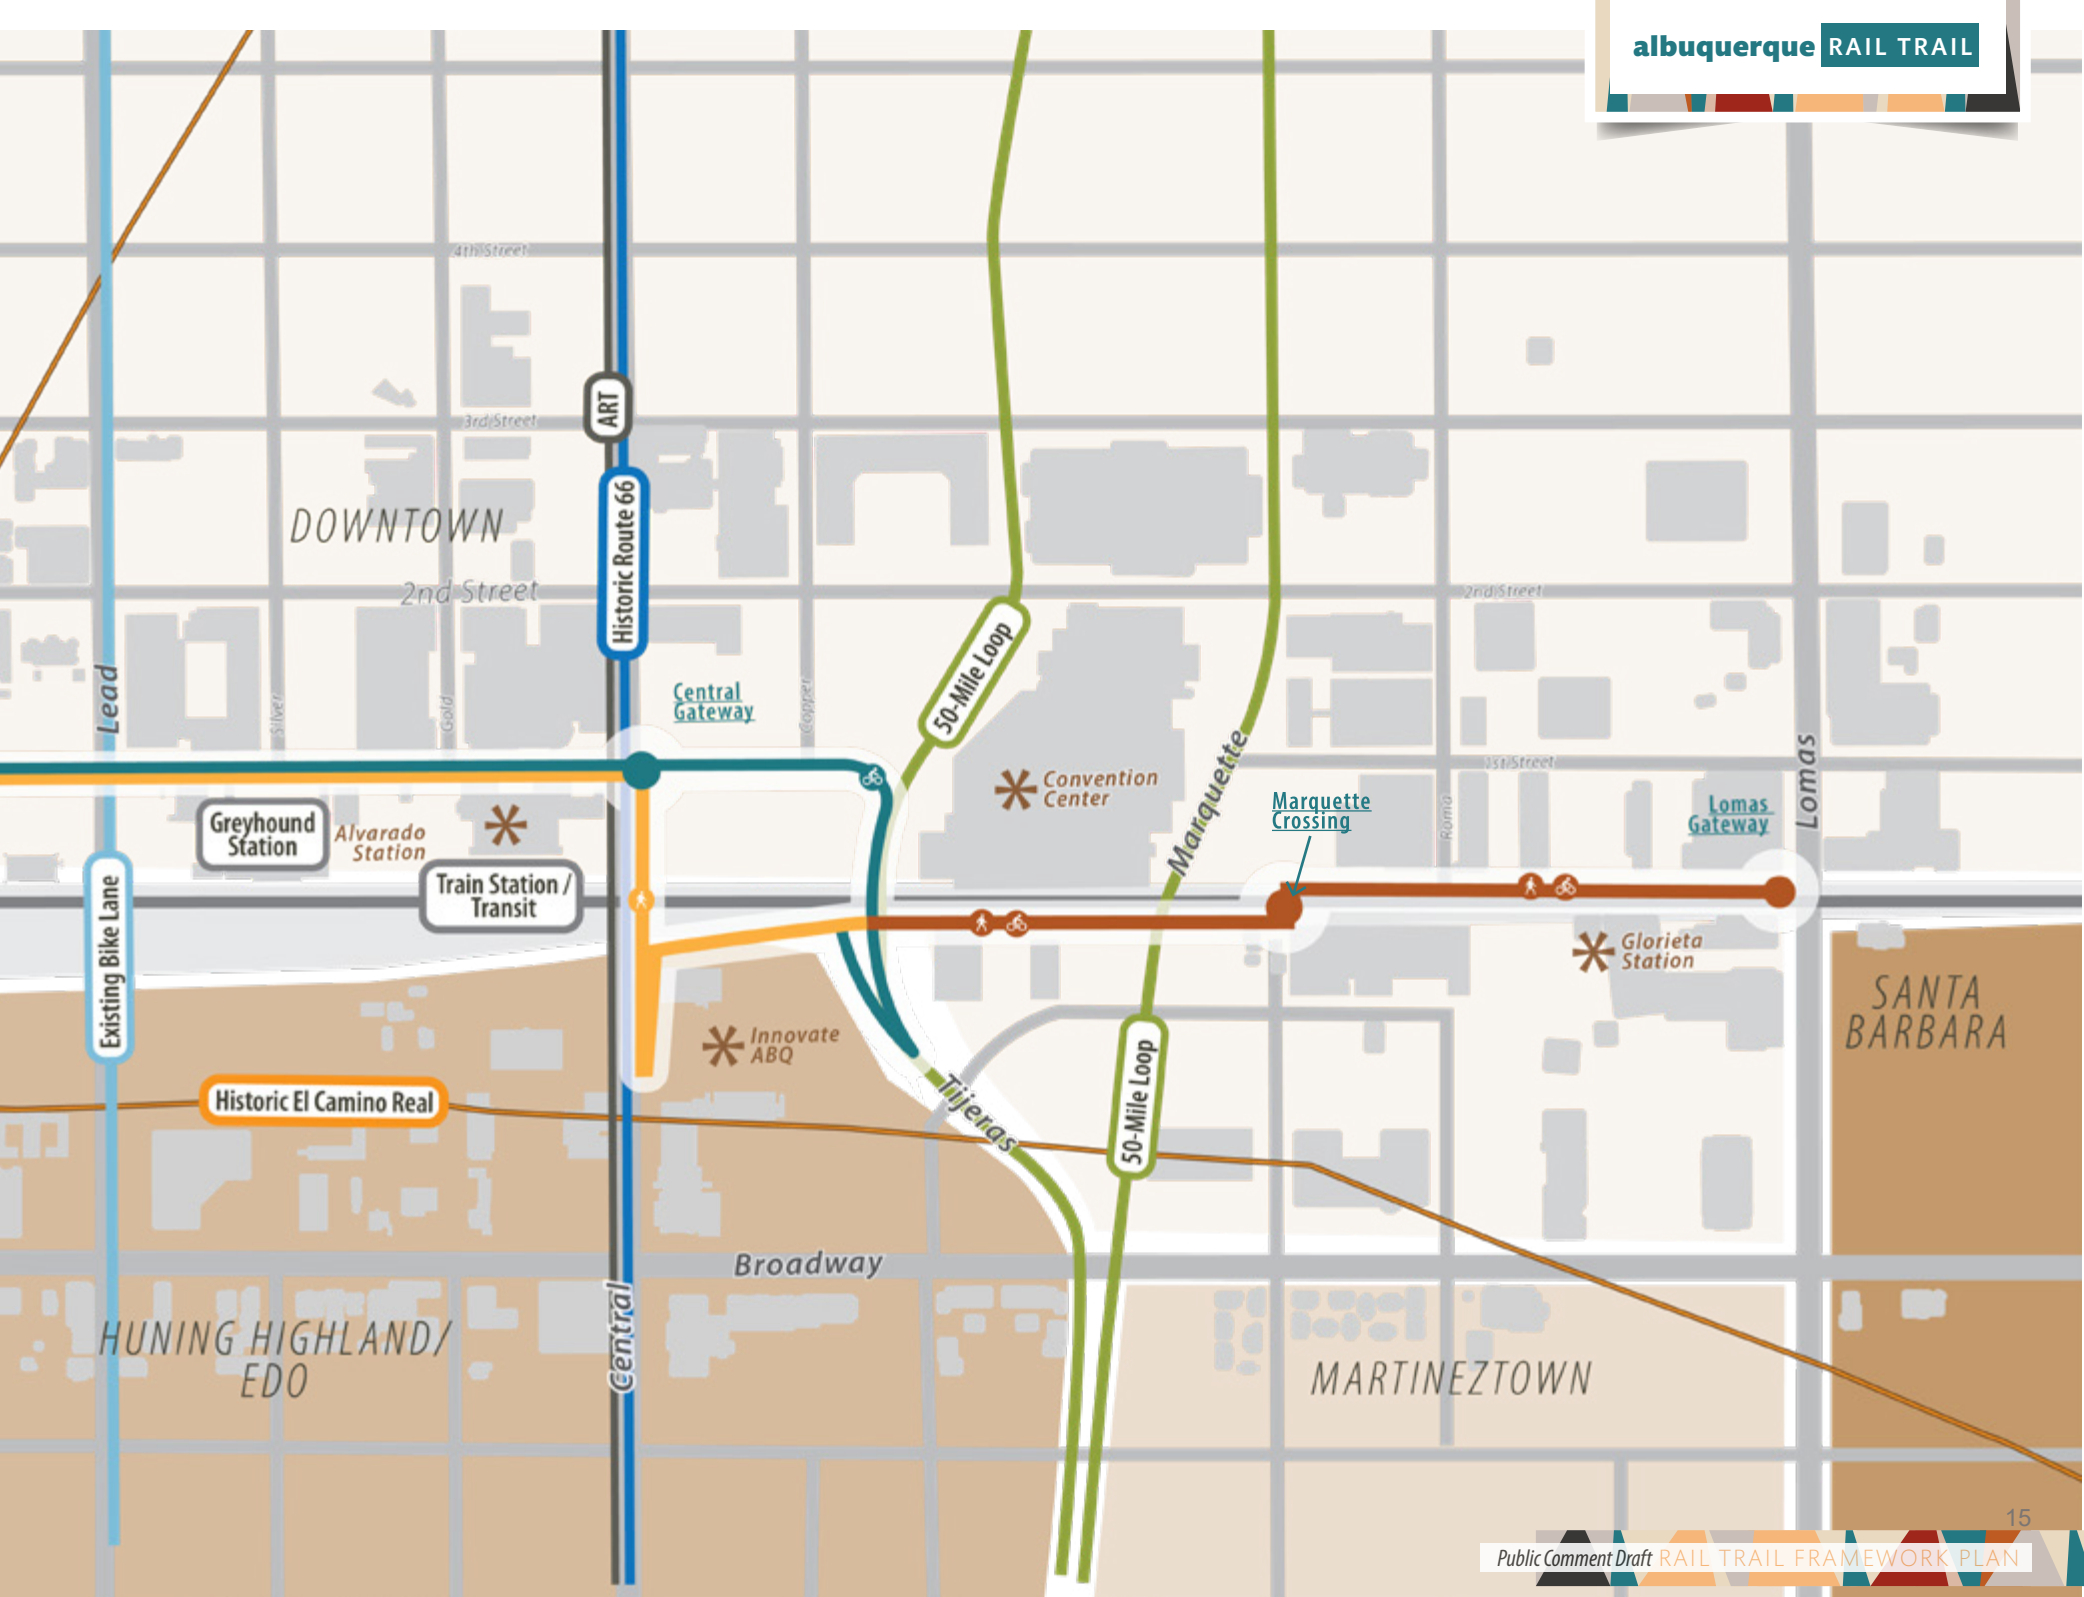 albuquerque RAIL TRAIL
4th Street
ART
3rd Street
Historic Route 66
DOWNTOWN
2nd Street
2nd Street
50-Mile Loop
Lead
Silver
Gold
Central
Gateway
Copper
Marquette
1st Street
Lomas
Convention
Center
Marquette
Crossing
Roma
Lomas
Gateway
Greyhound
Station
Alvarado
Station
Train Station /
Transit
Existing Bike Lane
Glorieta
Station
SANTA
BARBARA
Innovate
ABQ
Historic El Camino Real
Tijeras
50-Mile Loop
Broadway
Central
HUNING HIGHLAND/
EDO
MARTINEZTOWN
15
Public Comment Draft RAIL TRAIL FRAMEWORK PLAN